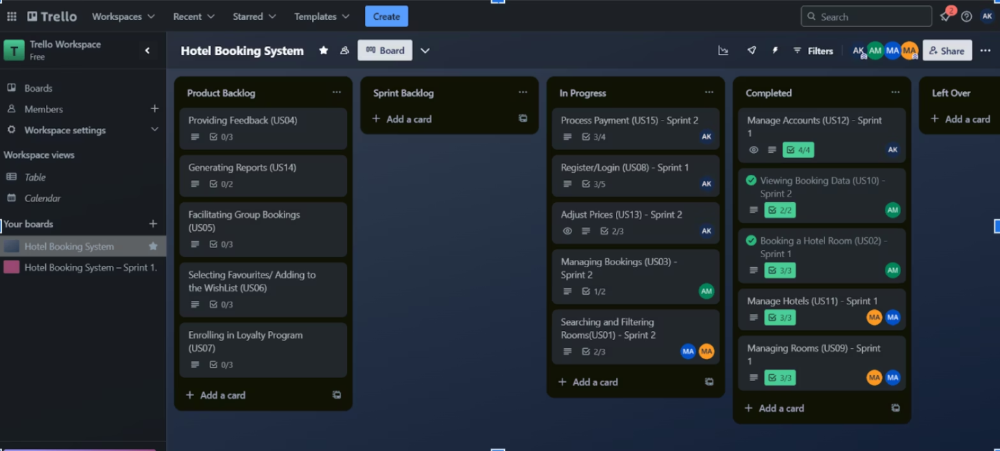 Trello
Workspaces
Recent
Starred
Templates
Create
Search
2
AK
T
Trello Workspace
Free
Hotel Booking System
Board
Filters
AK AM MA MA
Share
Boards
Members
Workspace settings
Workspace views
Table
Calendar
Your boards
Hotel Booking System
Hotel Booking System – Sprint 1.
Product Backlog
Providing Feedback (US04)
0/3
Generating Reports (US14)
0/2
Facilitating Group Bookings
(US05)
0/3
Selecting Favourites/ Adding to
the WishList (US06)
0/3
Enrolling in Loyalty Program
(US07)
0/3
+ Add a card
Sprint Backlog
+ Add a card
In Progress
Process Payment (US15) - Sprint 2
3/4 AK
Register/Login (US08) - Sprint 1
3/5 AK
Adjust Prices (US13) - Sprint 2
2/3 AK
Managing Bookings (US03) -
Sprint 2
1/2 AM
Searching and Filtering
Rooms(US01) - Sprint 2
2/3 MA MA
+ Add a card
Completed
Manage Accounts (US12) - Sprint
1
4/4 AK
Viewing Booking Data (US10) -
Sprint 2
2/2 AM
Booking a Hotel Room (US02) -
Sprint 1
3/3 AM
Manage Hotels (US11) - Sprint 1
3/3 MA MA
Managing Rooms (US09) - Sprint
1
3/3 MA MA
+ Add a card
Left Over
+ Add a card